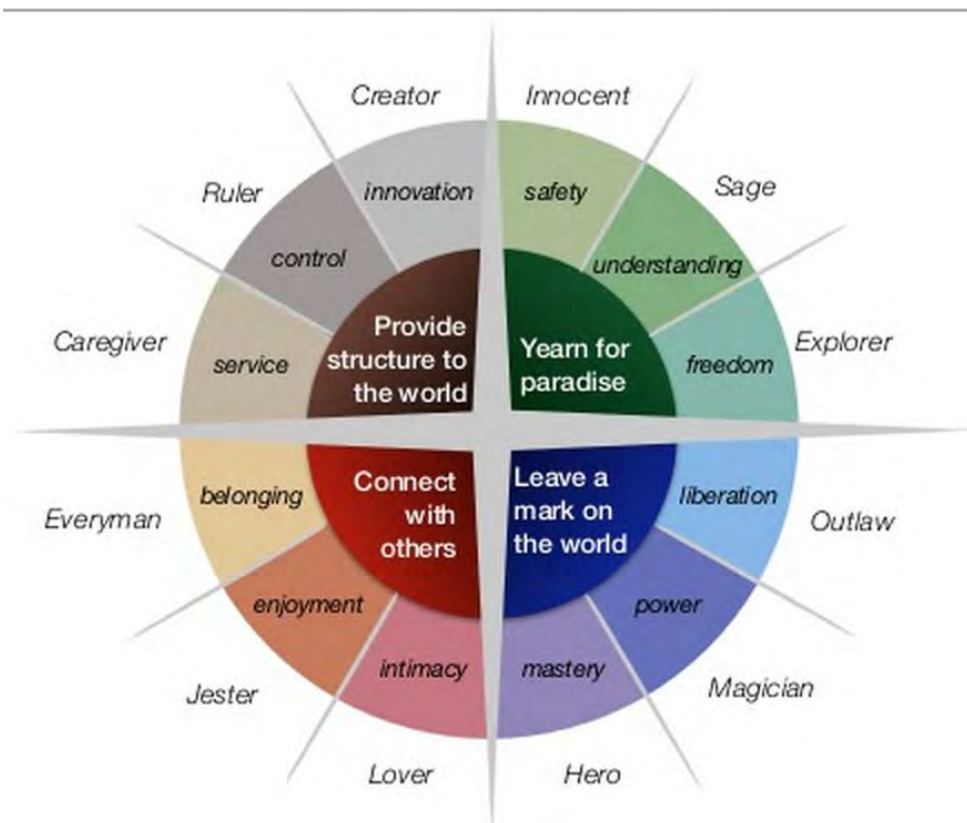 Creator
Innocent
Ruler
Sage
innovation
safety
control
understanding
Caregiver
Explorer
service
freedom
Provide
structure to
the world
Yearn for
paradise
Connect
with
others
Leave a
mark on
the world
belonging
liberation
Everyman
Outlaw
enjoyment
power
intimacy
mastery
Jester
Magician
Lover
Hero